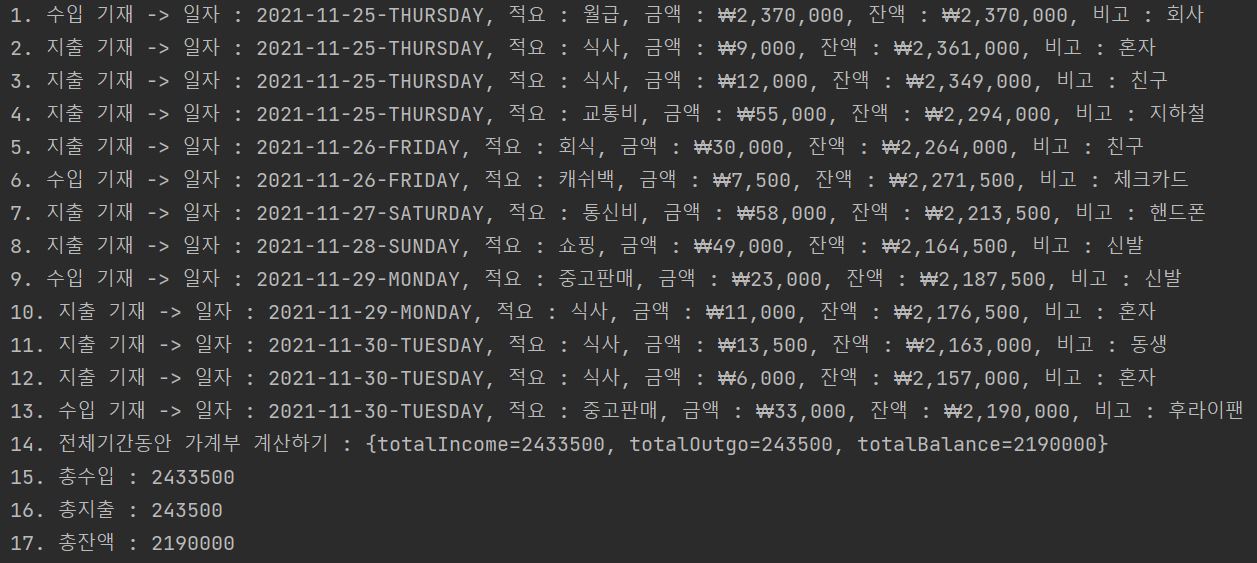 1. 수입 기재 -> 일자 : 2021-11-25-THURSDAY, 적요 : 월급, 금액 : ₩2,370,000, 잔액 : ₩2,370,000, 비고 : 회사
2. 지출 기재 -> 일자 : 2021-11-25-THURSDAY, 적요 : 식사, 금액 : ₩9,000, 잔액 : ₩2,361,000, 비고 : 혼자
3. 지출 기재 -> 일자 : 2021-11-25-THURSDAY, 적요 : 식사, 금액 : ₩12,000, 잔액 : ₩2,349,000, 비고 : 친구
4. 지출 기재 -> 일자 : 2021-11-25-THURSDAY, 적요 : 교통비, 금액 : ₩55,000, 잔액 : ₩2,294,000, 비고 : 지하철
5. 지출 기재 -> 일자 : 2021-11-26-FRIDAY, 적요 : 회식, 금액 : ₩30,000, 잔액 : ₩2,264,000, 비고 : 친구
6. 수입 기재 -> 일자 : 2021-11-26-FRIDAY, 적요 : 캐쉬백, 금액 : ₩7,500, 잔액 : ₩2,271,500, 비고 : 체크카드
7. 지출 기재 -> 일자 : 2021-11-27-SATURDAY, 적요 : 통신비, 금액 : ₩58,000, 잔액 : ₩2,213,500, 비고 : 핸드폰
8. 지출 기재 -> 일자 : 2021-11-28-SUNDAY, 적요 : 쇼핑, 금액 : ₩49,000, 잔액 : ₩2,164,500, 비고 : 신발
9. 수입 기재 -> 일자 : 2021-11-29-MONDAY, 적요 : 중고판매, 금액 : ₩23,000, 잔액 : ₩2,187,500, 비고 : 신발
10. 지출 기재 -> 일자 : 2021-11-29-MONDAY, 적요 : 식사, 금액 : ₩11,000, 잔액 : ₩2,176,500, 비고 : 혼자
11. 지출 기재 -> 일자 : 2021-11-30-TUESDAY, 적요 : 식사, 금액 : ₩13,500, 잔액 : ₩2,163,000, 비고 : 동생
12. 지출 기재 -> 일자 : 2021-11-30-TUESDAY, 적요 : 식사, 금액 : ₩6,000, 잔액 : ₩2,157,000, 비고 : 혼자
13. 수입 기재 -> 일자 : 2021-11-30-TUESDAY, 적요 : 중고판매, 금액 : ₩33,000, 잔액 : ₩2,190,000, 비고 : 후라이팬
14. 전체기간동안 가계부 계산하기 : {totalIncome=2433500, totalOutgo=243500, totalBalance=2190000}
15. 총수입 : 2433500
16. 총지출 : 243500
17. 총잔액 : 2190000